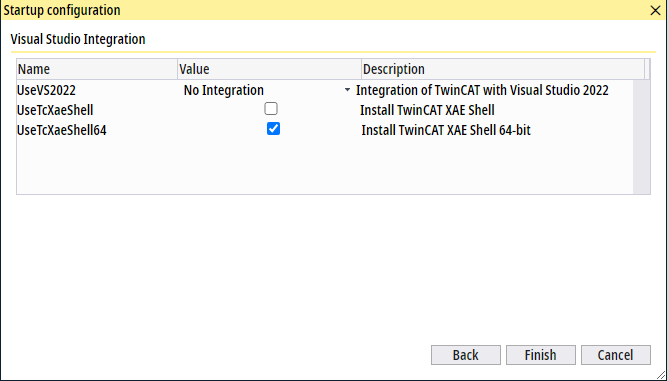 Startup configuration
Visual Studio Integration
Name Value Description
UseVS2022 No Integration Integration of TwinCAT with Visual Studio 2022
UseTcXaeShell Install TwinCAT XAE Shell
UseTcXaeShell64 Install TwinCAT XAE Shell 64-bit
Back Finish Cancel